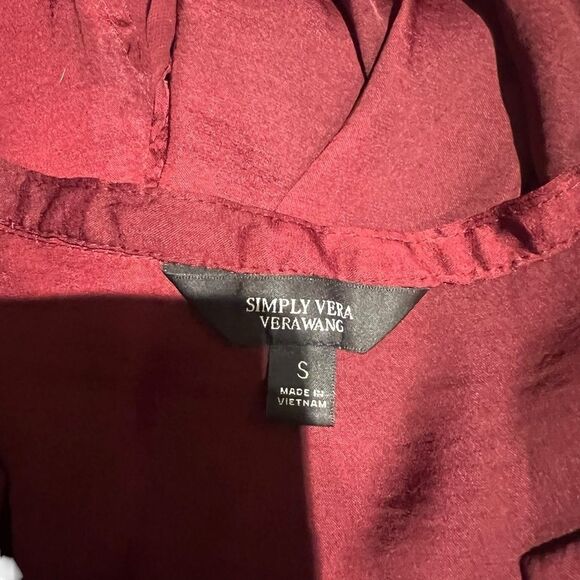 SIMPLY VERA
VERAWANG
S
MADE IN
VIETNAM